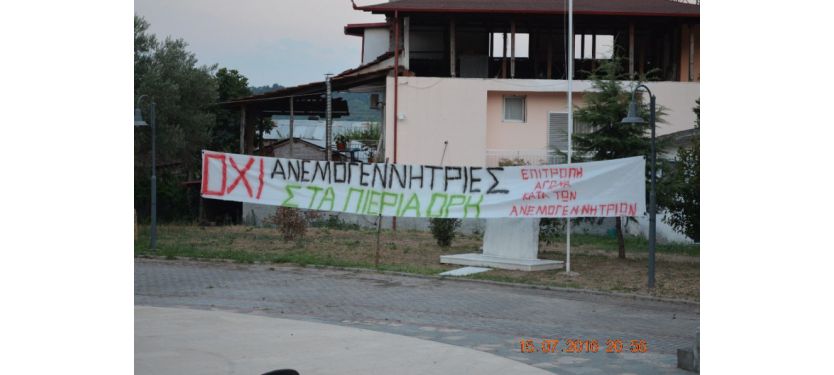 ΟΧΙ ΑΝΕΜΟΓΕΝΝΗΤΡΙΕΣ
ΣΤΑ ΠΙΕΡΙΑ ΟΡΗ
ΕΠΙΤΡΟΠΗ
ΑΓΩΝΑ
ΚΑΤΑ ΤΩΝ
ΑΝΕΜΟΓΕΝΝΗΤΡΙΩΝ
15.07.2016 20:56